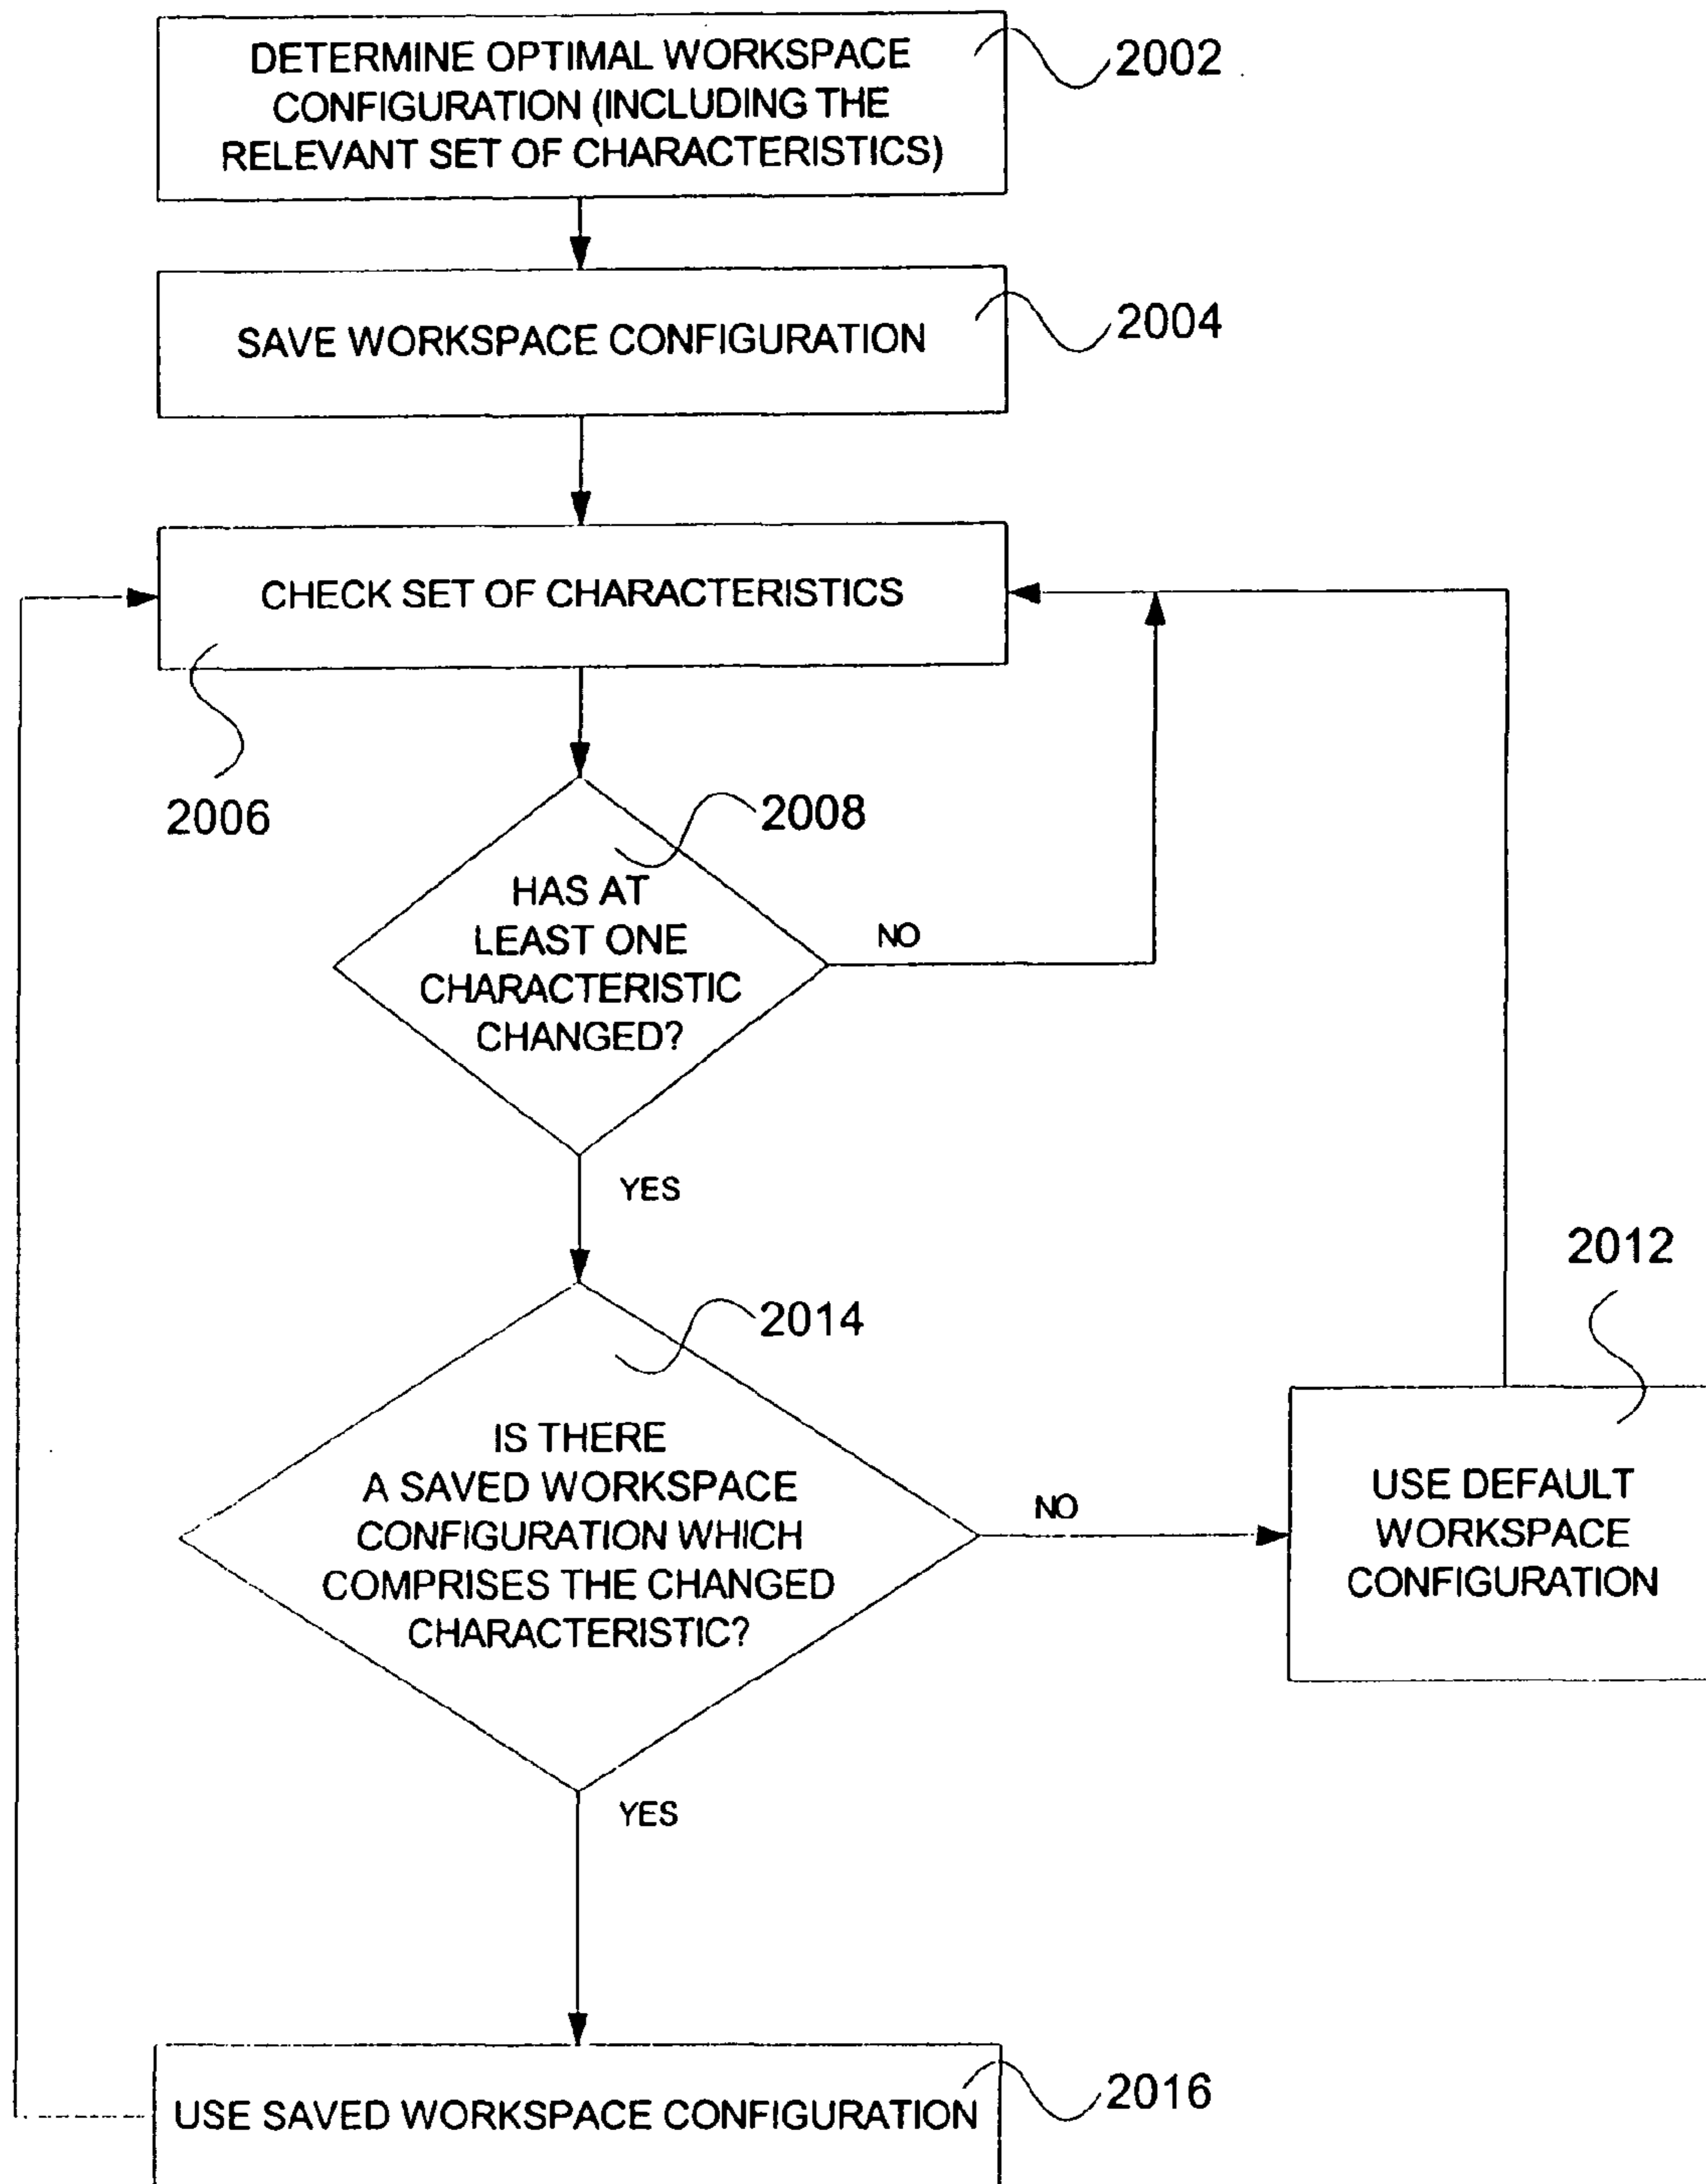 DETERMINE OPTIMAL WORKSPACE
CONFIGURATION (INCLUDING THE
RELEVANT SET OF CHARACTERISTICS)
2002
SAVE WORKSPACE CONFIGURATION
2004
CHECK SET OF CHARACTERISTICS
2006
2008
HAS AT
LEAST ONE
CHARACTERISTIC
CHANGED?
NO
YES
2014
IS THERE
A SAVED WORKSPACE
CONFIGURATION WHICH
COMPRISES THE CHANGED
CHARACTERISTIC?
NO
2012
USE DEFAULT
WORKSPACE
CONFIGURATION
YES
USE SAVED WORKSPACE CONFIGURATION
2016